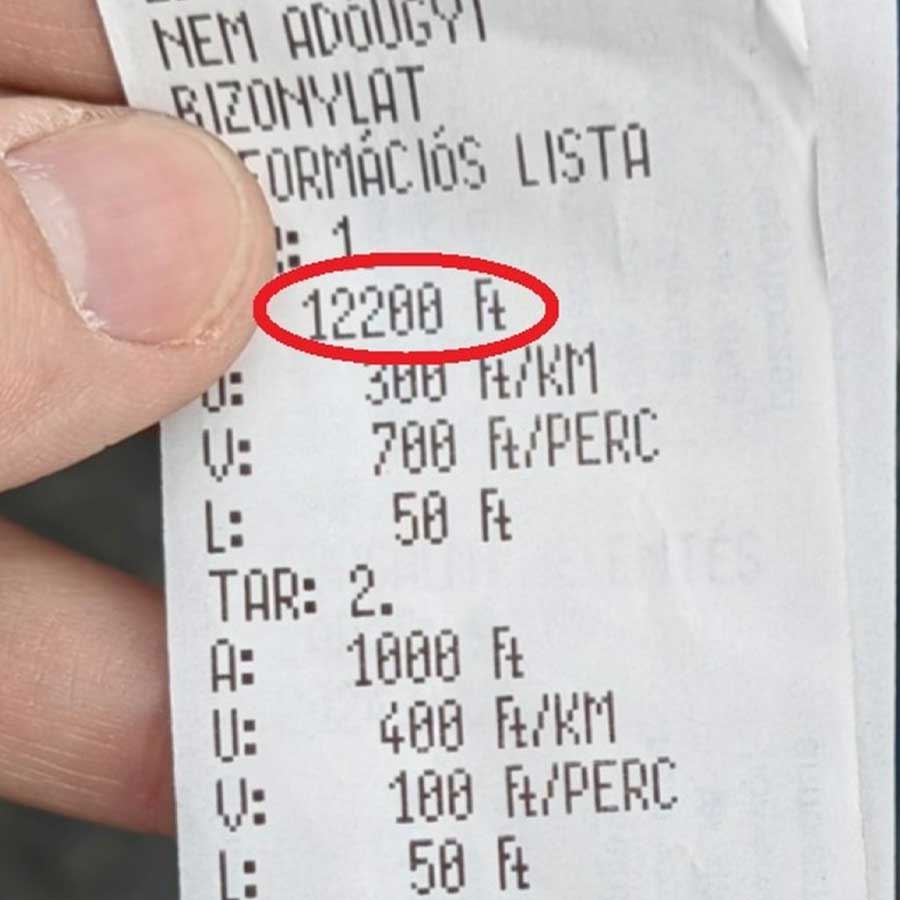 NEM ADÓÜGYI
BIZONYLAT
FORMÁCIÓS LISTA
: 1
12200 Ft
U: 300 Ft/KM
V: 700 Ft/PERC
L: 50 Ft
TAR: 2.
A: 1000 Ft
U: 400 Ft/KM
V: 100 Ft/PERC
L: 50 Ft